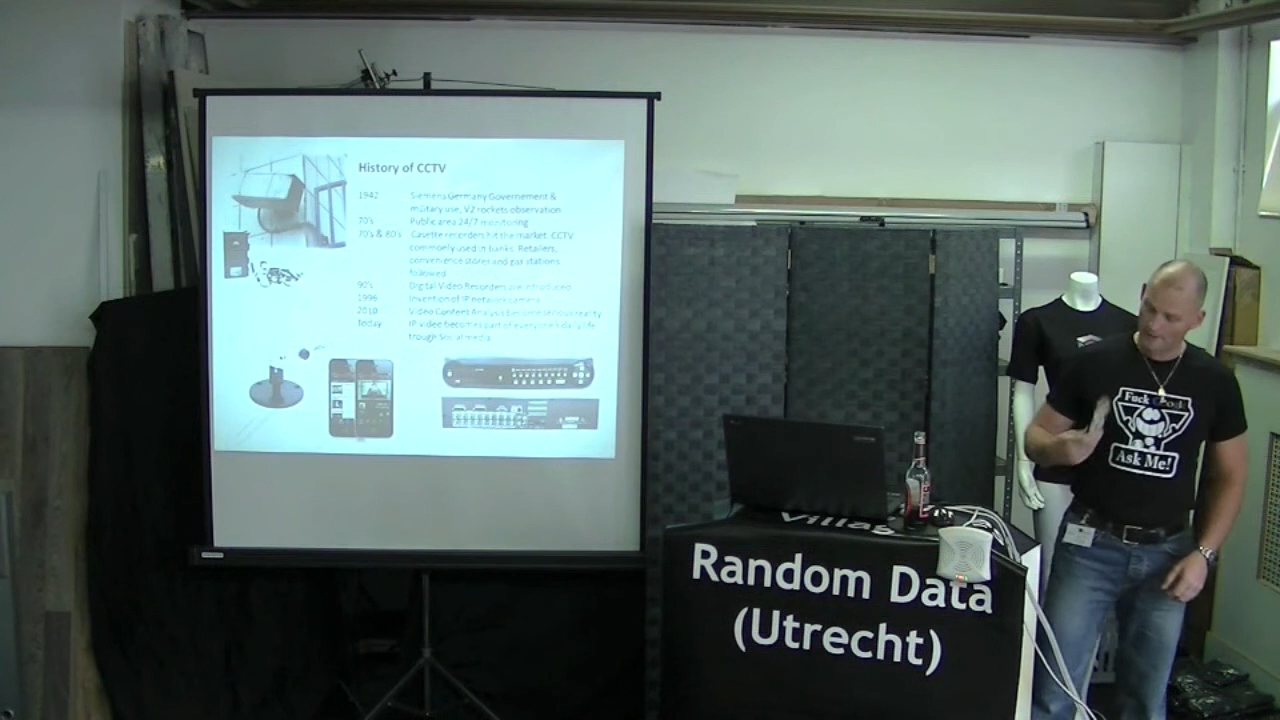 History of CCTV
1942 Siemens Germany Governement &
military use, V2 rockets observation
70's Public area 24/7 monitoring
70's & 80's Casette recorders hit the market. CCTV
commonly used in banks. Retailers,
convenience stores and gas stations
followed
90's Digital Video Recorders are introduced
1996 Invention of IP network camera
2010 Video Content Analysis become serious reality
Today IP video becomes part of everyone's daily life
trough Social media
Fuck
Ask Me!
Villa
Random Data
(Utrecht)